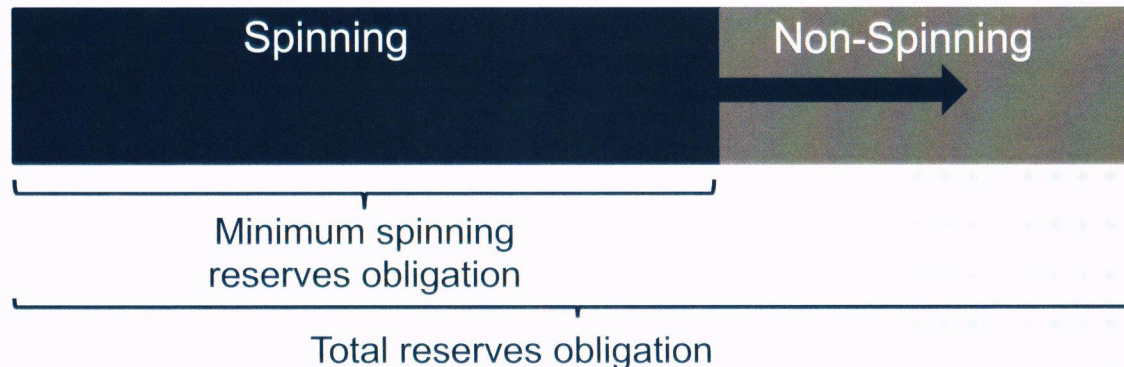 Spinning
Non-Spinning
Minimum spinning
reserves obligation
Total reserves obligation